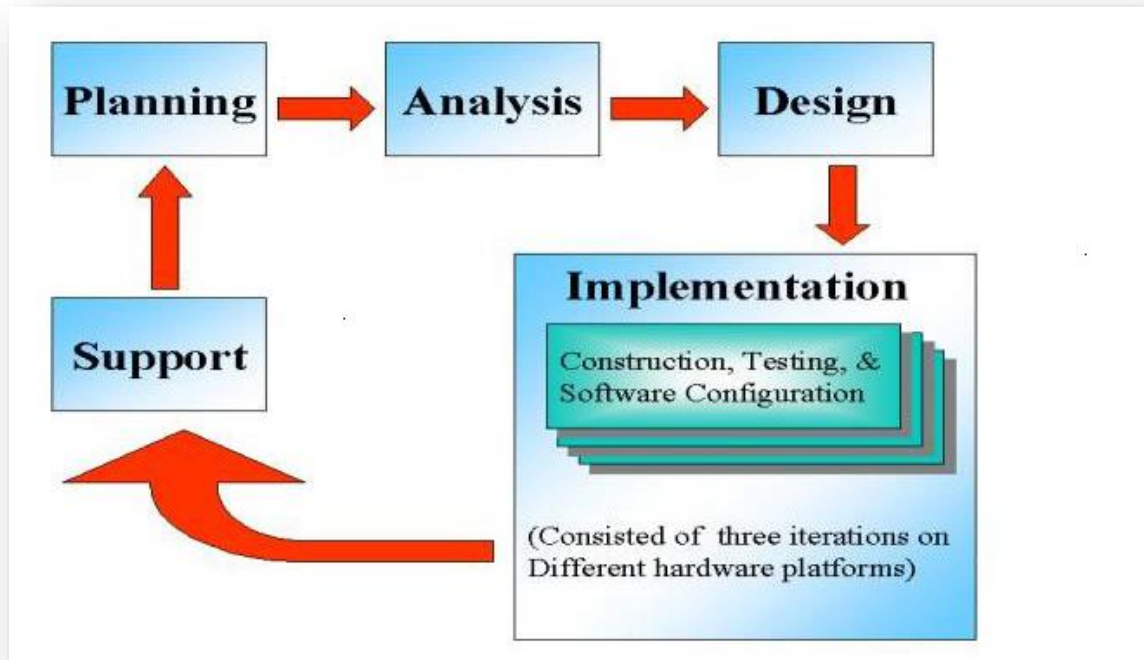 Planning
Analysis
Design
Implementation
Construction, Testing, &
Software Configuration
(Consisted of three iterations on
Different hardware platforms)
Support